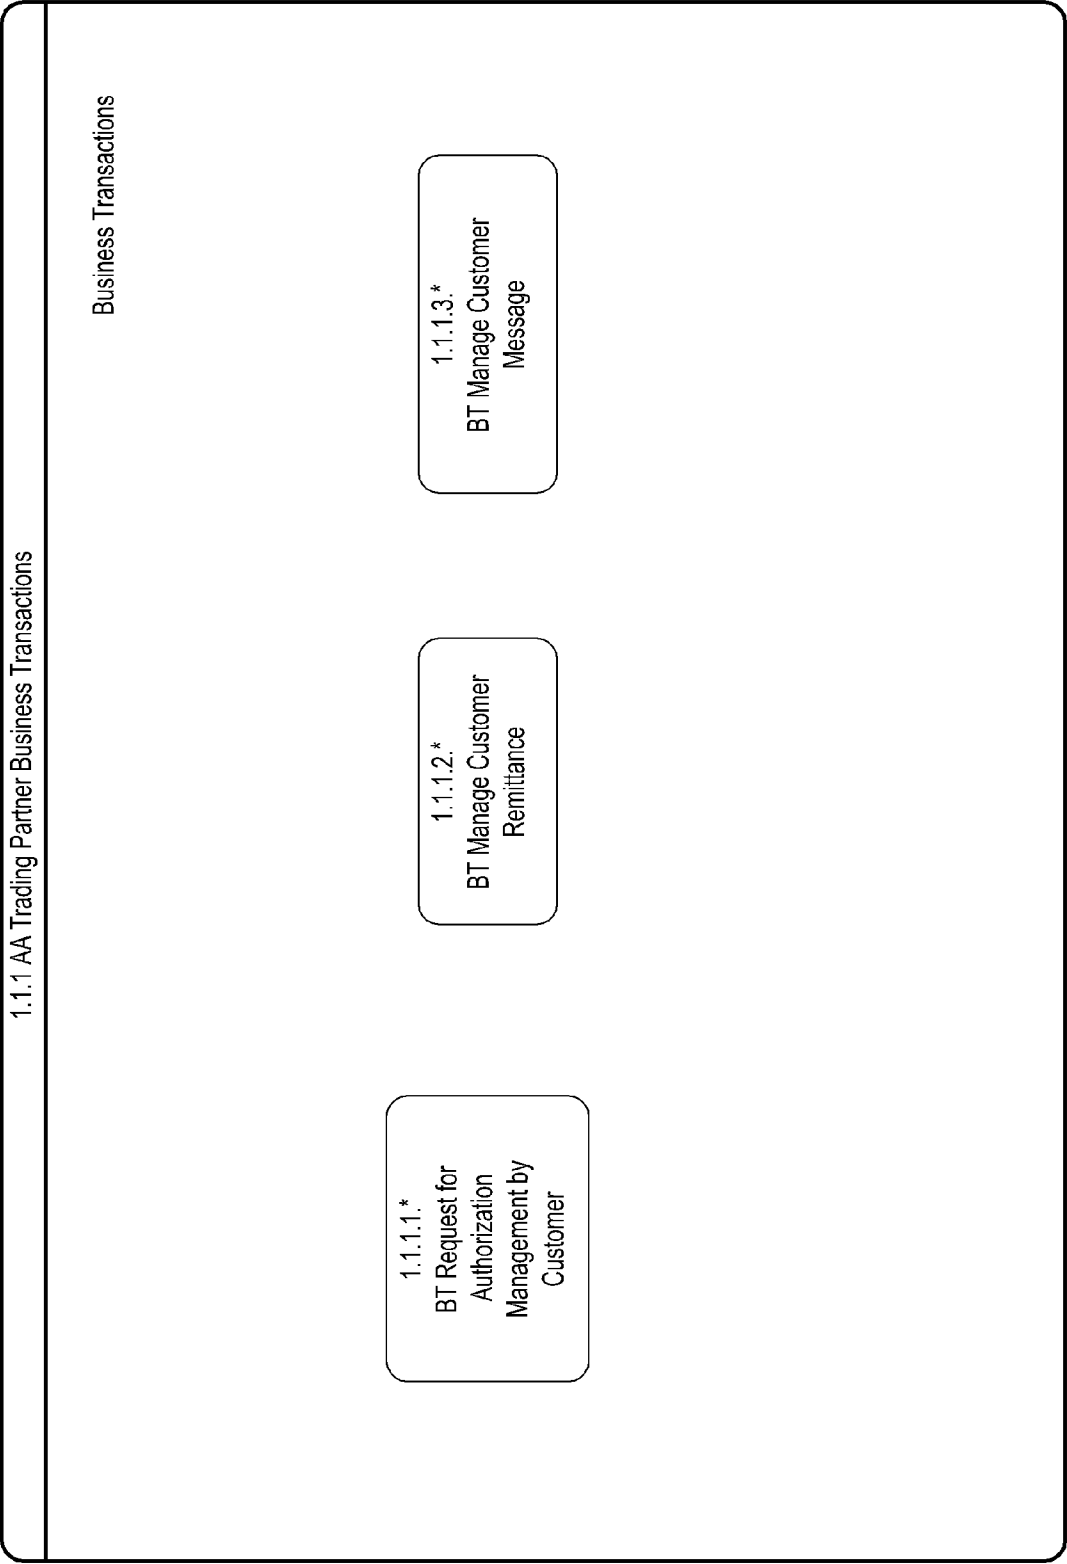 1.1.1 AA Trading Partner Business Transactions
Business Transactions
1.1.1.1.*
BT Request for
Authorization
Management by
Customer
1.1.1.2.*
BT Manage Customer
Remittance
1.1.1.3.*
BT Manage Customer
Message